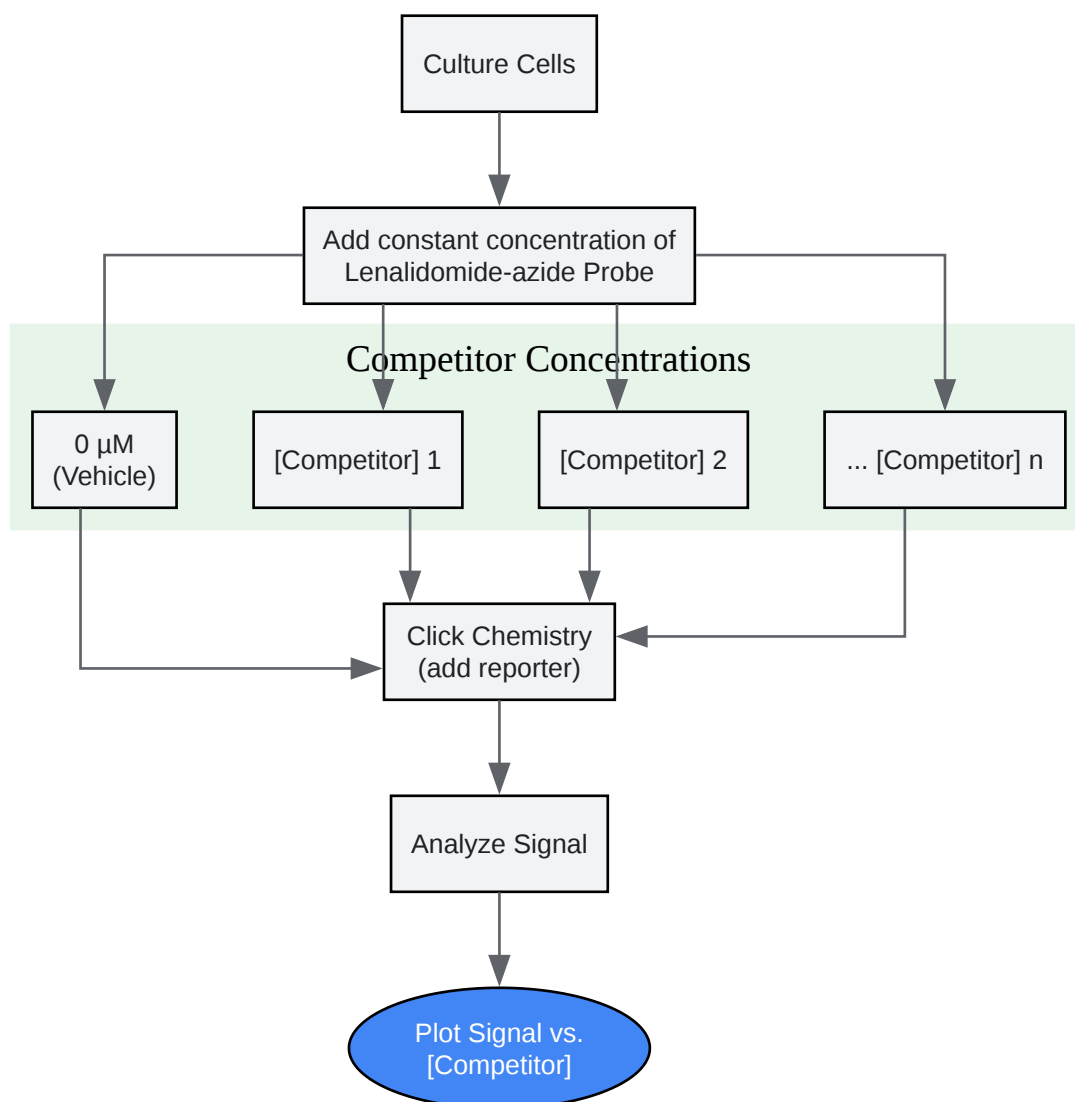 Culture Cells
Add constant concentration of
Lenalidomide-azide Probe
Competitor Concentrations
0 µM
(Vehicle)
[Competitor] 1
[Competitor] 2
... [Competitor] n
Click Chemistry
(add reporter)
Analyze Signal
Plot Signal vs.
[Competitor]